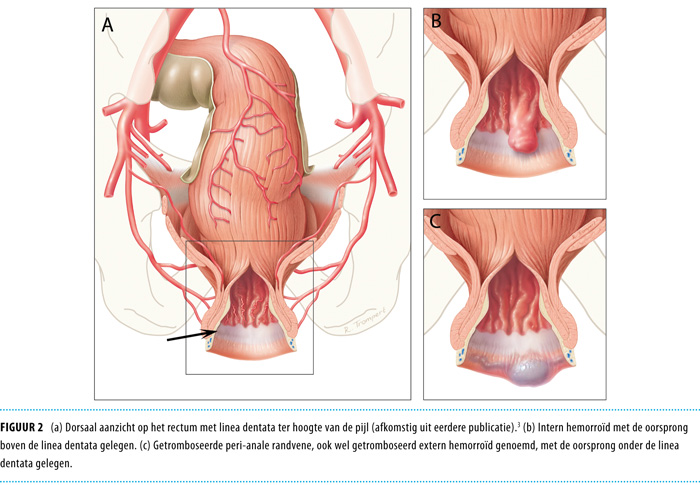 A
B
C
R. Trompert
FIGUUR 2 (a) Dorsaal aanzicht op het rectum met linea dentata ter hoogte van de pijl (afkomstig uit eerdere publicatie).³ (b) Intern hemorroïd met de oorsprong
boven de linea dentata gelegen. (c) Getromboseerde peri-anale randvene, ook wel getromboseerd extern hemorroïd genoemd, met de oorsprong onder de linea
dentata gelegen.